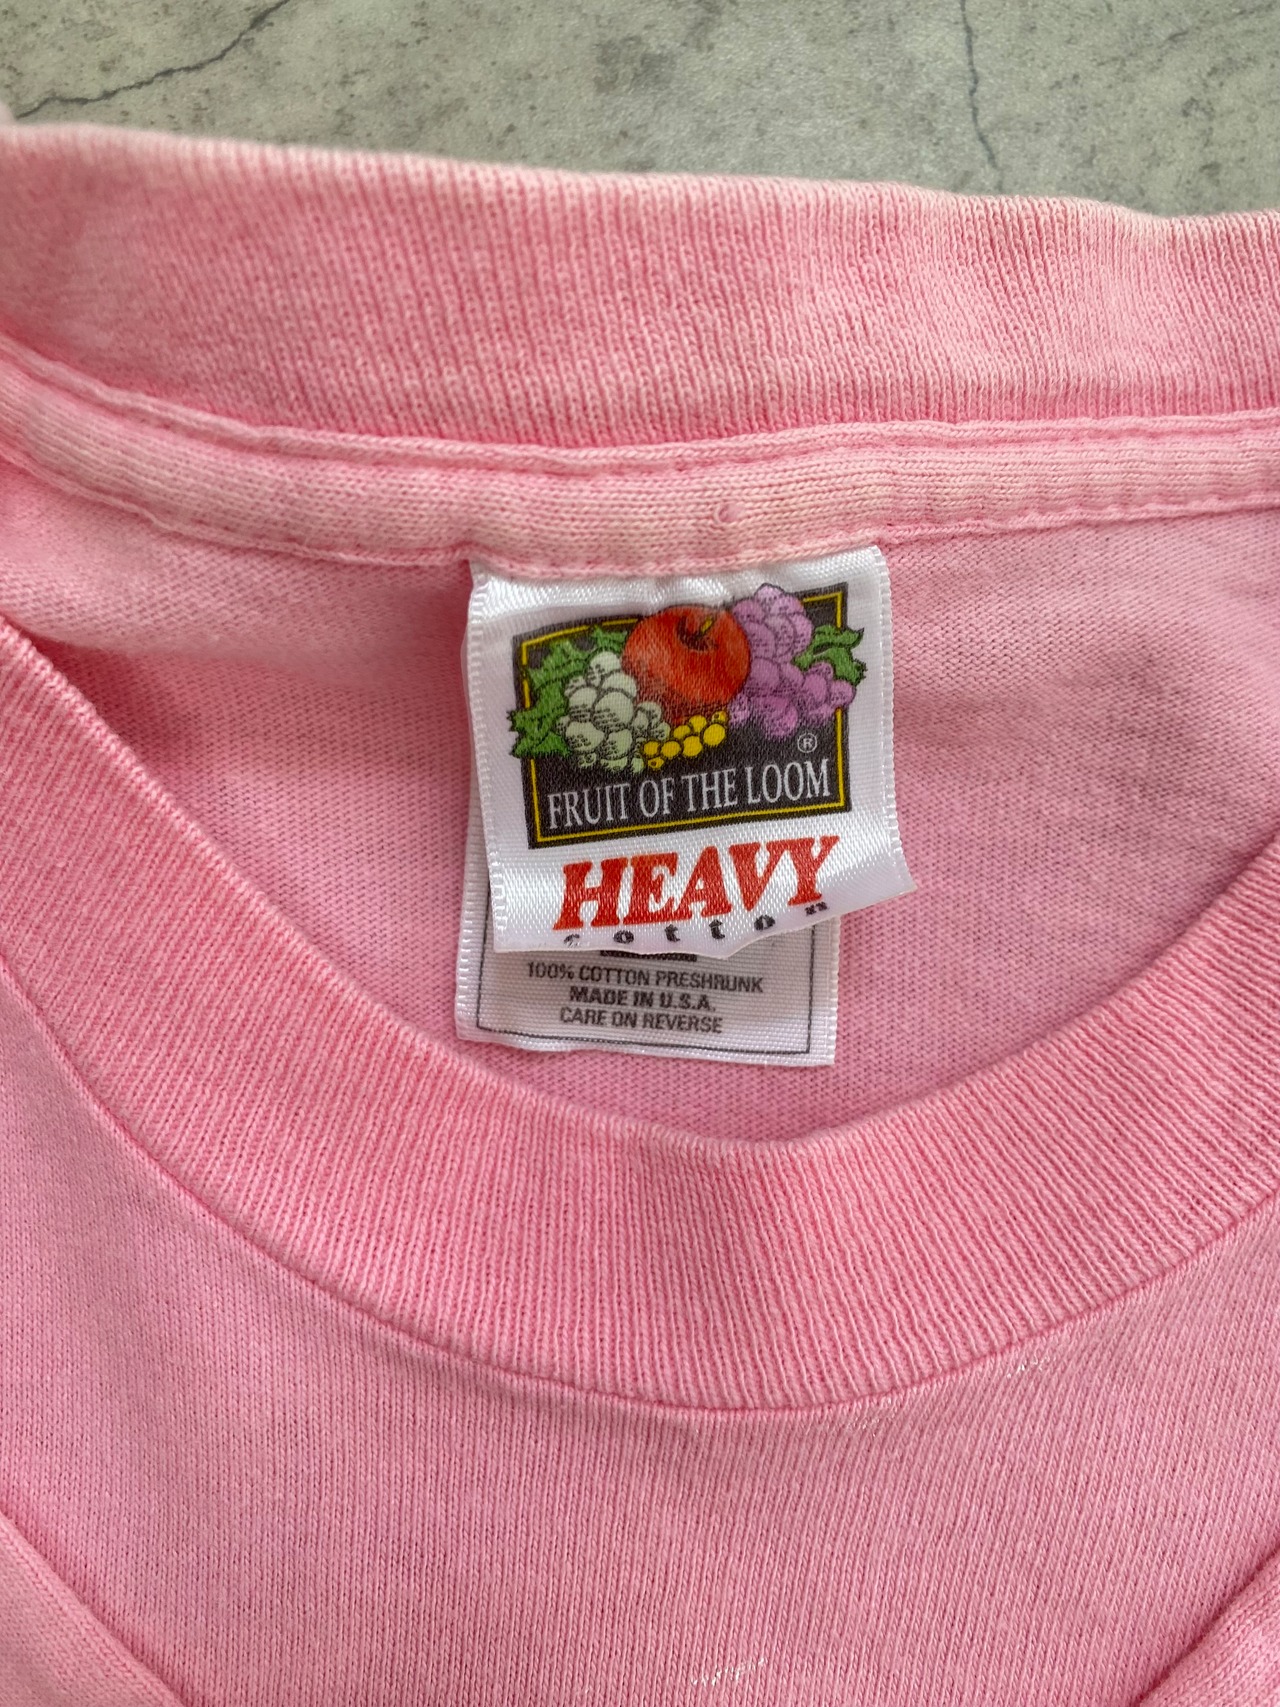 ®
FRUIT OF THE LOOM
HEAVY
cotton
100% COTTON PRESHRUNK
MADE IN U.S.A.
CARE ON REVERSE